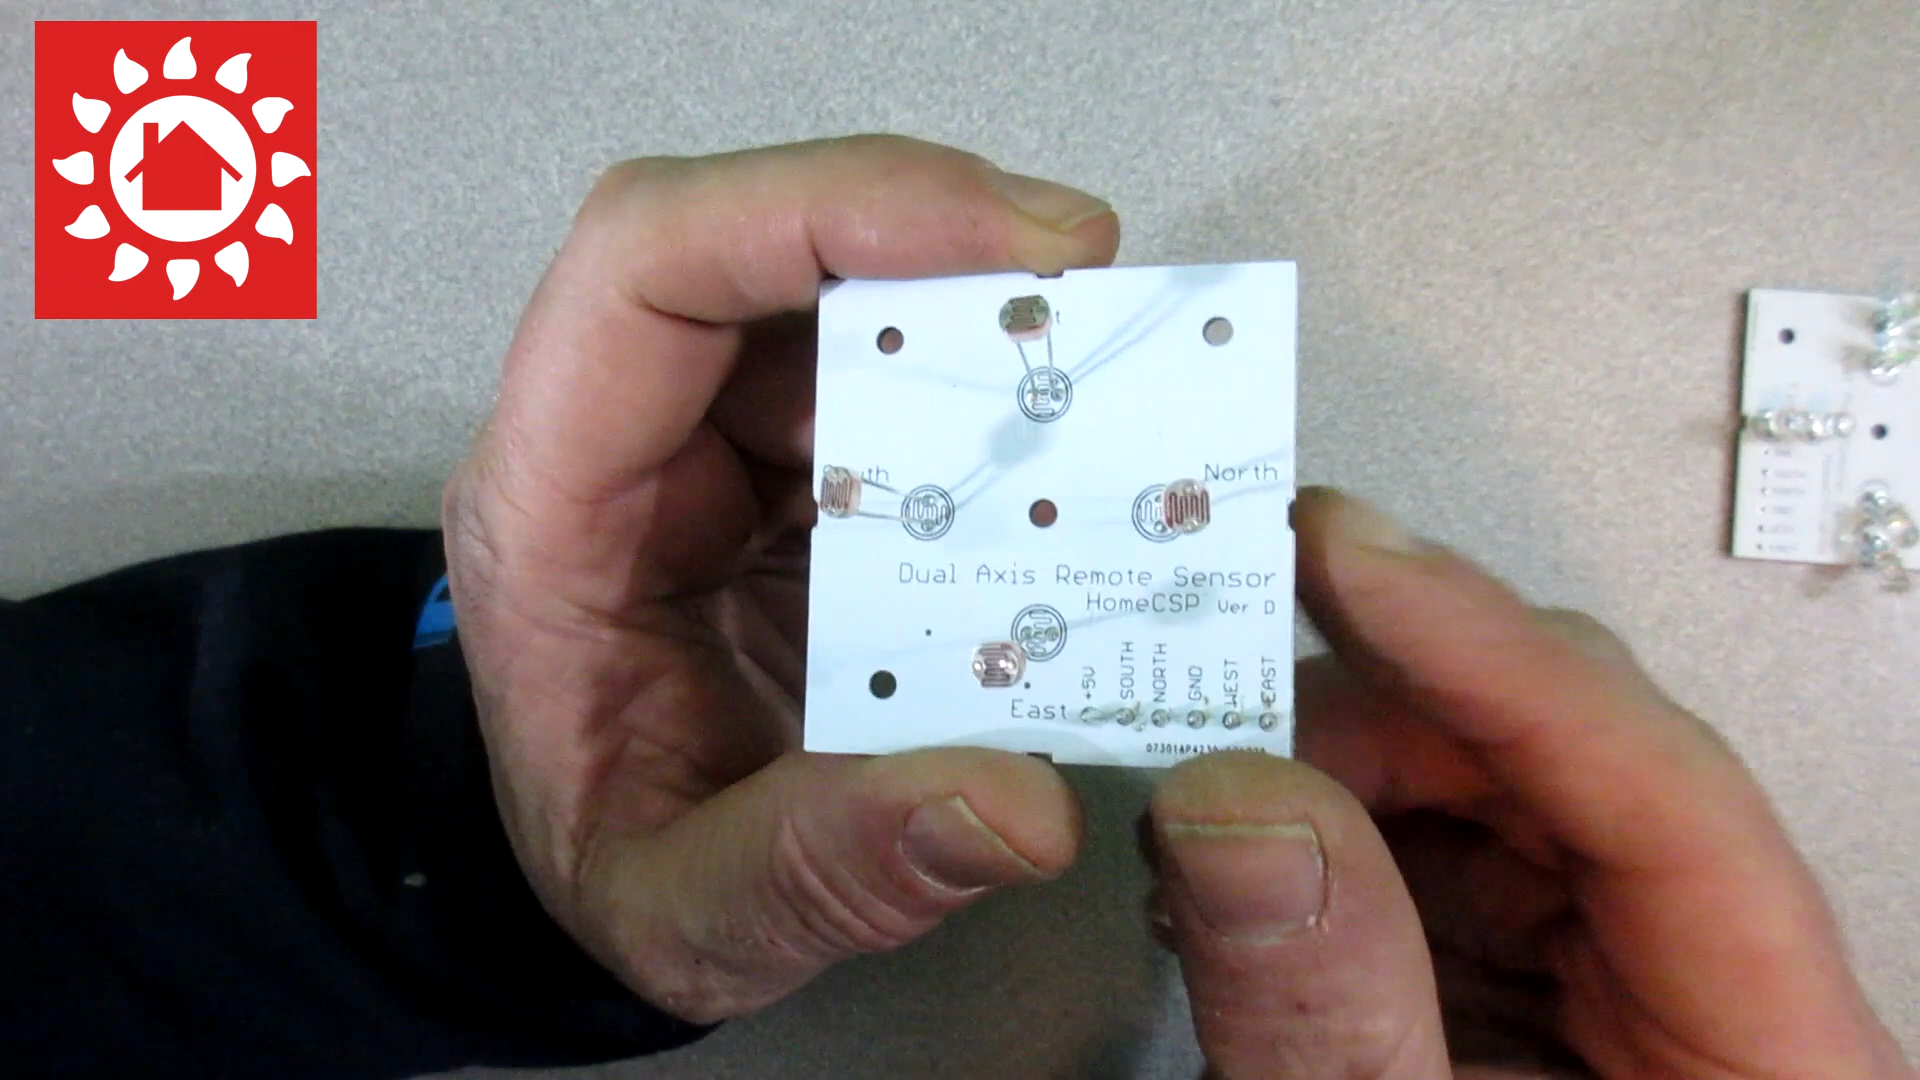 North
Dual Axis Remote Sensor
HomeCSP Ver D
+5V
SOUTH
NORTH
GND
WEST
EAST
East